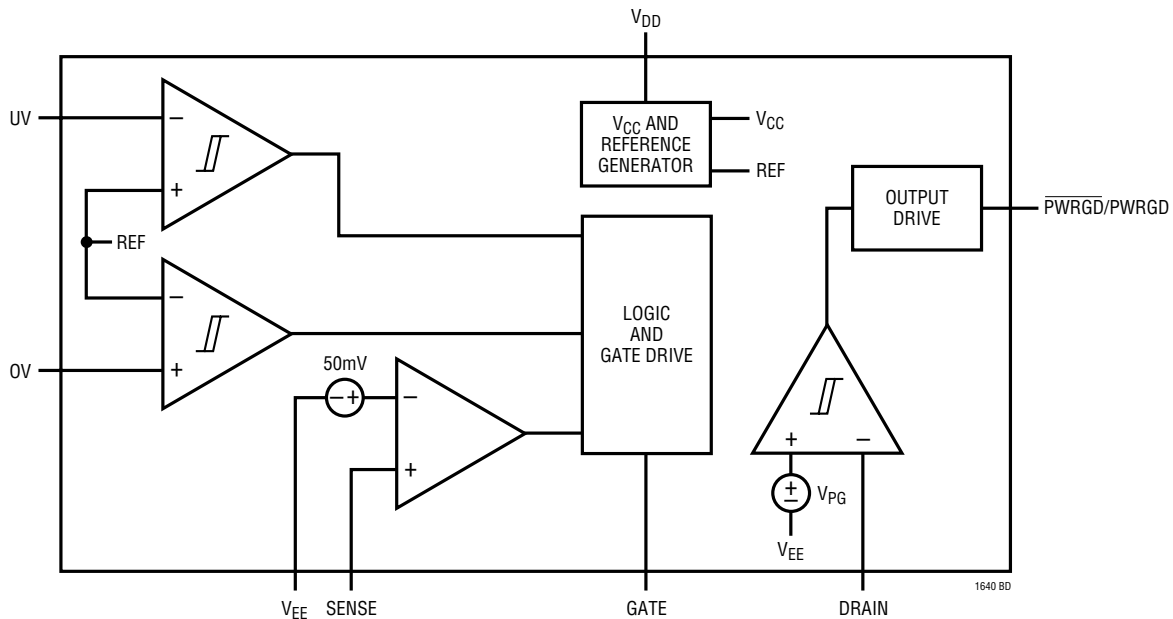 VDD
UV
−
+
REF
−
+
OV
VCC AND
REFERENCE
GENERATOR
VCC
REF
OUTPUT
DRIVE
PWRGD/PWRGD
LOGIC
AND
GATE DRIVE
50mV
− +
−
+
+
−
+
−
VPG
VEE
VEE
SENSE
GATE
DRAIN
1640 BD